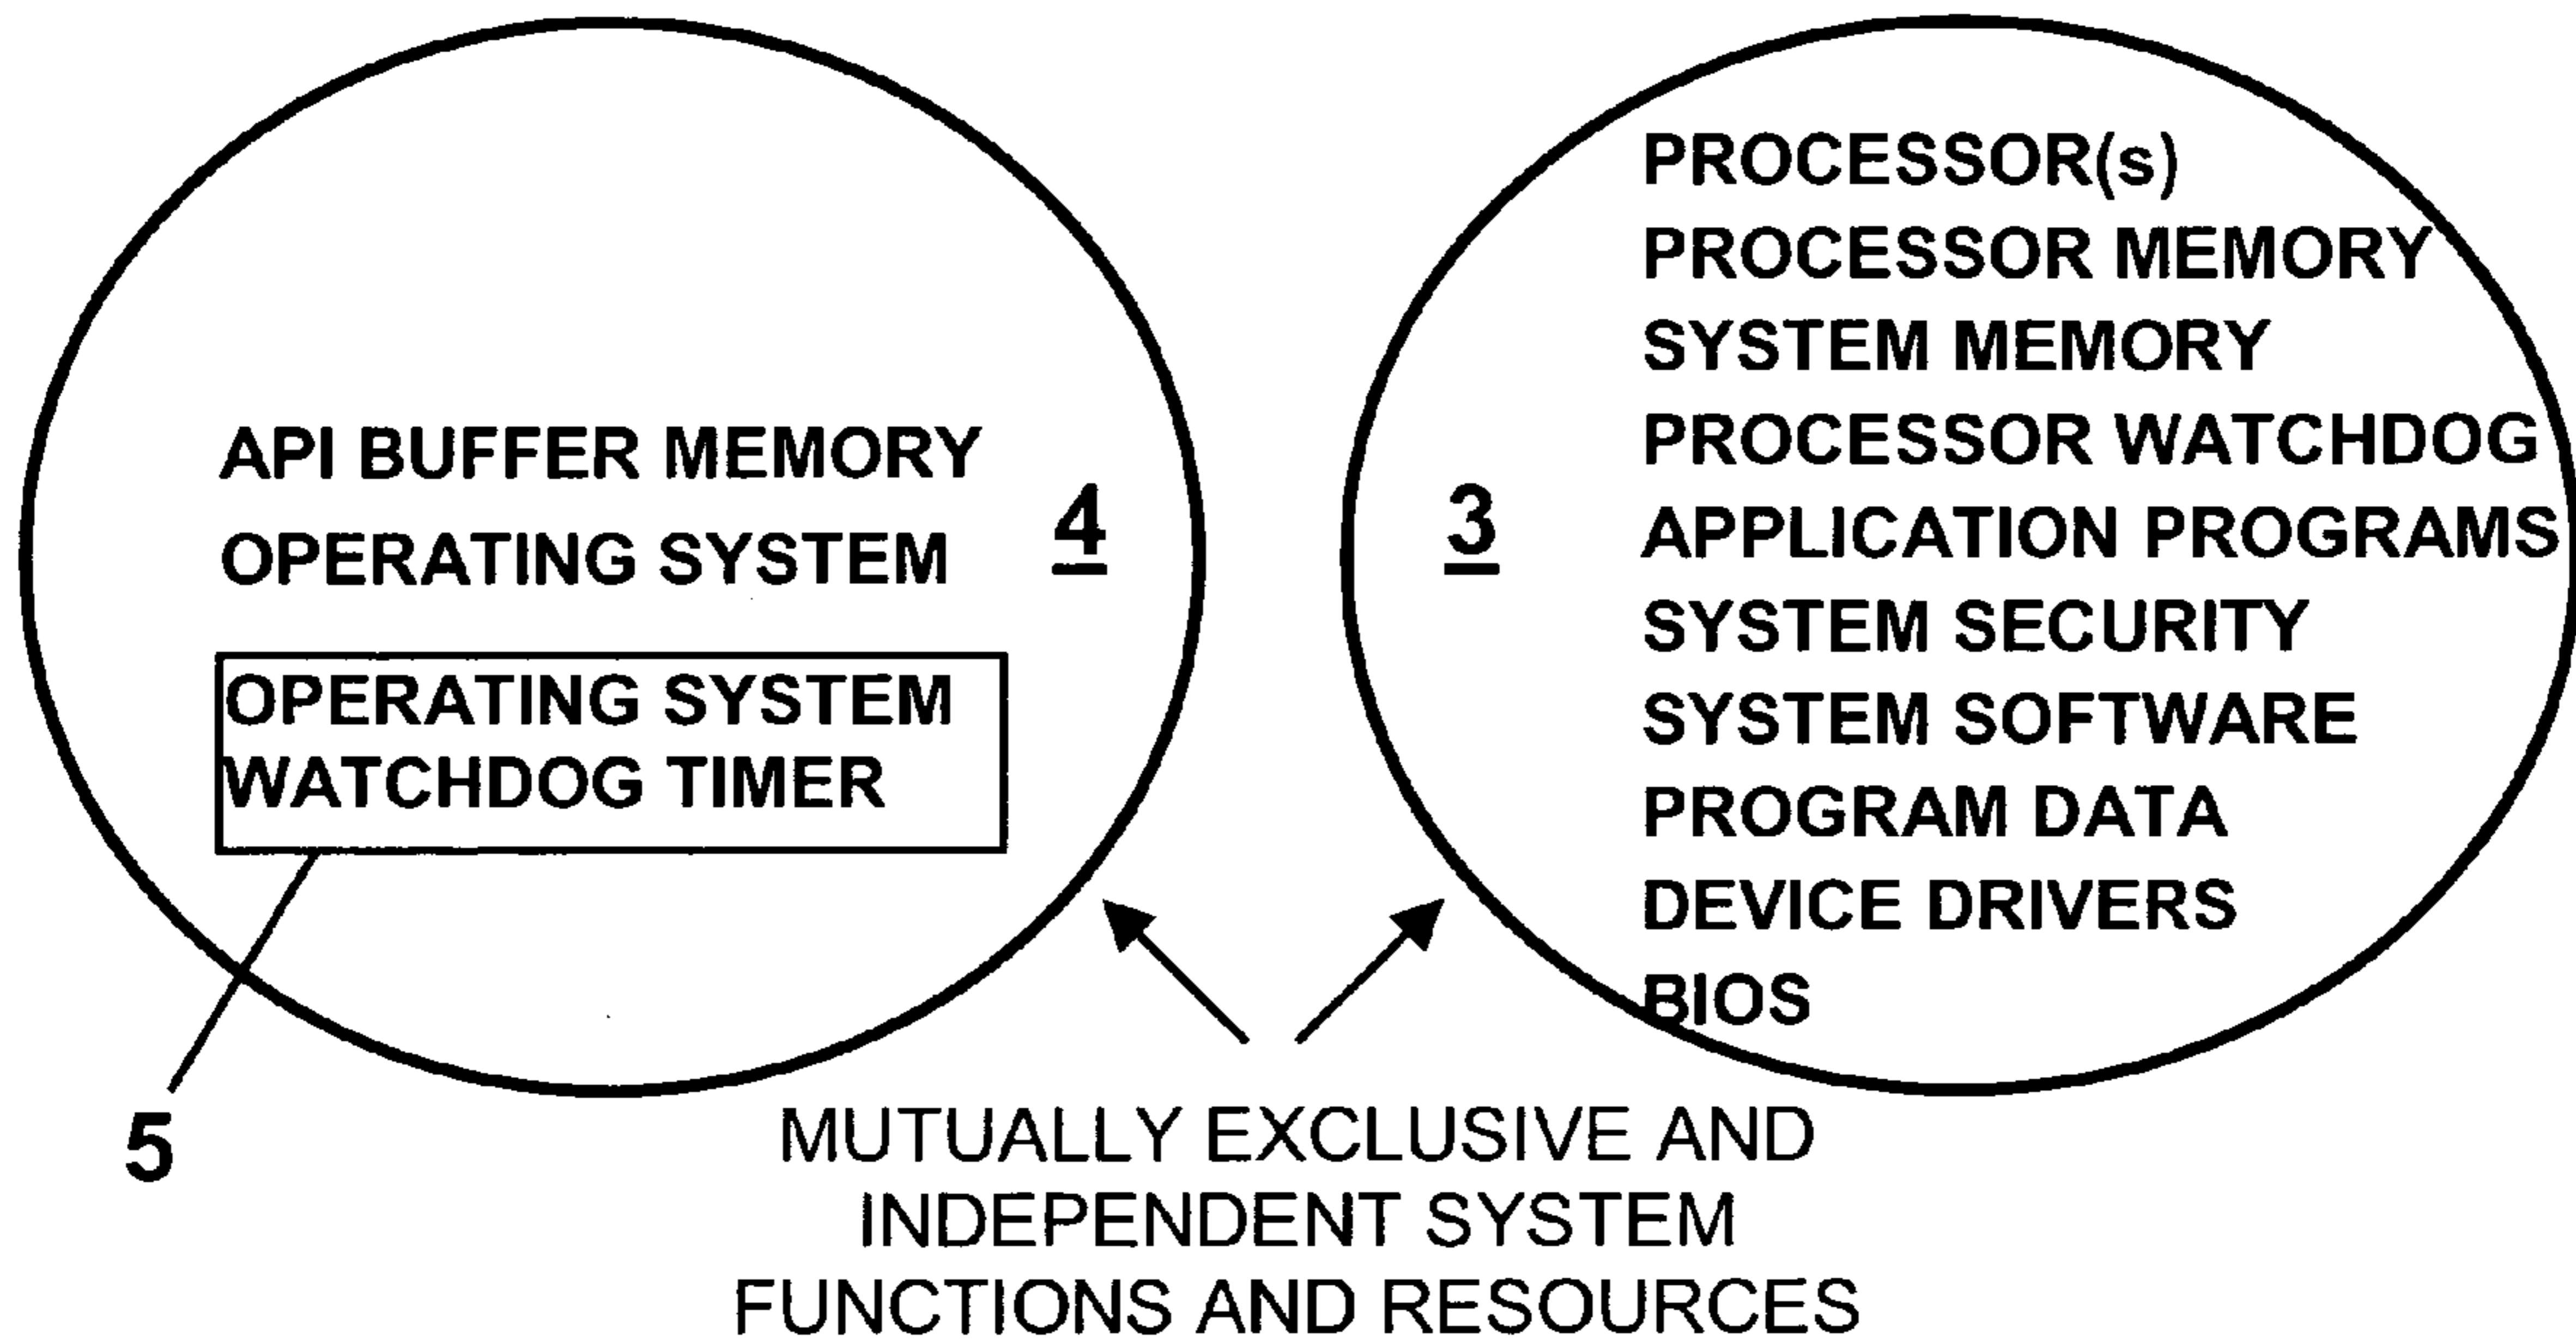 API BUFFER MEMORY
OPERATING SYSTEM
4
OPERATING SYSTEM
WATCHDOG TIMER
5
3
PROCESSOR(s)
PROCESSOR MEMORY
SYSTEM MEMORY
PROCESSOR WATCHDOG
APPLICATION PROGRAMS
SYSTEM SECURITY
SYSTEM SOFTWARE
PROGRAM DATA
DEVICE DRIVERS
BIOS
MUTUALLY EXCLUSIVE AND
INDEPENDENT SYSTEM
FUNCTIONS AND RESOURCES